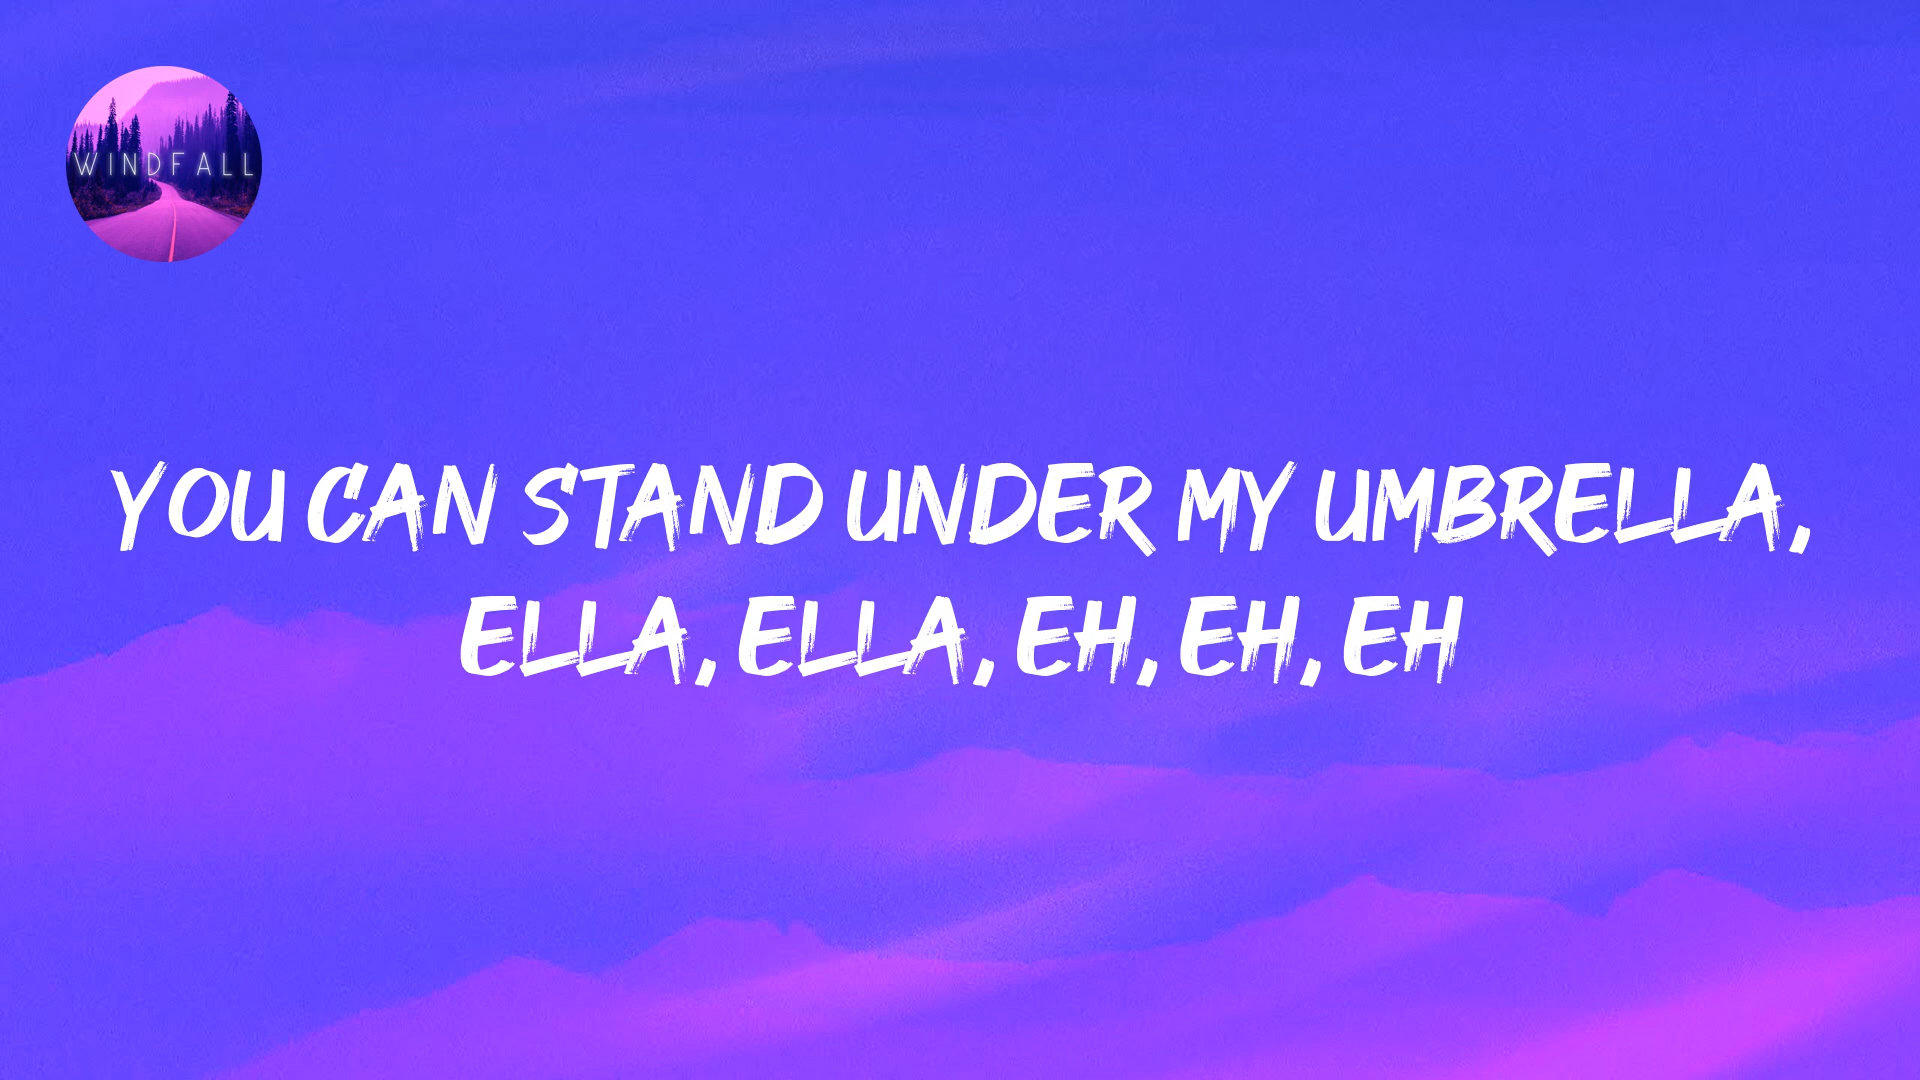 WINDFALL
YOU CAN STAND UNDER MY UMBRELLA,
ELLA, ELLA, EH, EH, EH